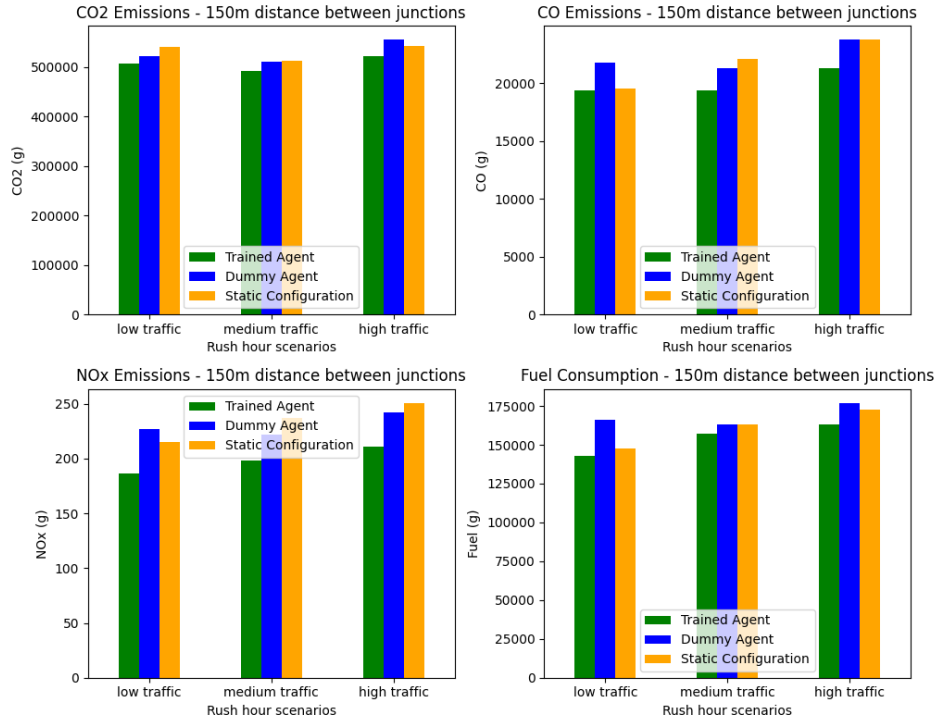 CO2 Emissions - 150m distance between junctions
CO2 (g)
500000
400000
300000
200000
100000
0
Trained Agent
Dummy Agent
Static Configuration
low traffic
medium traffic
high traffic
Rush hour scenarios
CO Emissions - 150m distance between junctions
CO (g)
20000
15000
10000
5000
0
Trained Agent
Dummy Agent
Static Configuration
low traffic
medium traffic
high traffic
Rush hour scenarios
NOx Emissions - 150m distance between junctions
NOx (g)
250
200
150
100
50
0
Trained Agent
Dummy Agent
Static Configuration
low traffic
medium traffic
high traffic
Rush hour scenarios
Fuel Consumption - 150m distance between junctions
Fuel (g)
175000
150000
125000
100000
75000
50000
25000
0
Trained Agent
Dummy Agent
Static Configuration
low traffic
medium traffic
high traffic
Rush hour scenarios